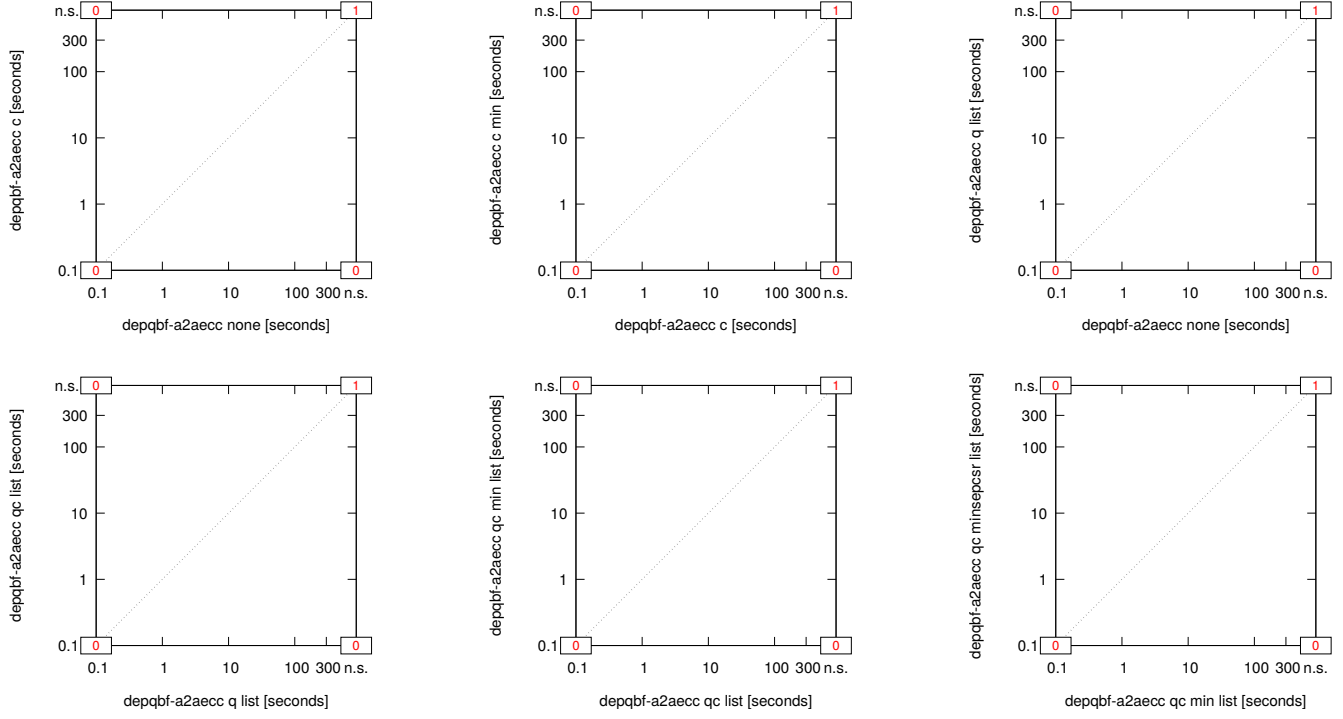 n.s. 0 1
300
100
10
1
0.1 0 0
0.1 1 10 100 300 n.s.
depqbf-a2aecc c [seconds]
depqbf-a2aecc none [seconds]
n.s. 0 1
300
100
10
1
0.1 0 0
0.1 1 10 100 300 n.s.
depqbf-a2aecc c min [seconds]
depqbf-a2aecc c [seconds]
n.s. 0 1
300
100
10
1
0.1 0 0
0.1 1 10 100 300 n.s.
depqbf-a2aecc q list [seconds]
depqbf-a2aecc none [seconds]
n.s. 0 1
300
100
10
1
0.1 0 0
0.1 1 10 100 300 n.s.
depqbf-a2aecc qc list [seconds]
depqbf-a2aecc q list [seconds]
n.s. 0 1
300
100
10
1
0.1 0 0
0.1 1 10 100 300 n.s.
depqbf-a2aecc qc min list [seconds]
depqbf-a2aecc qc list [seconds]
n.s. 0 1
300
100
10
1
0.1 0 0
0.1 1 10 100 300 n.s.
depqbf-a2aecc qc minsepcsr list [seconds]
depqbf-a2aecc qc min list [seconds]